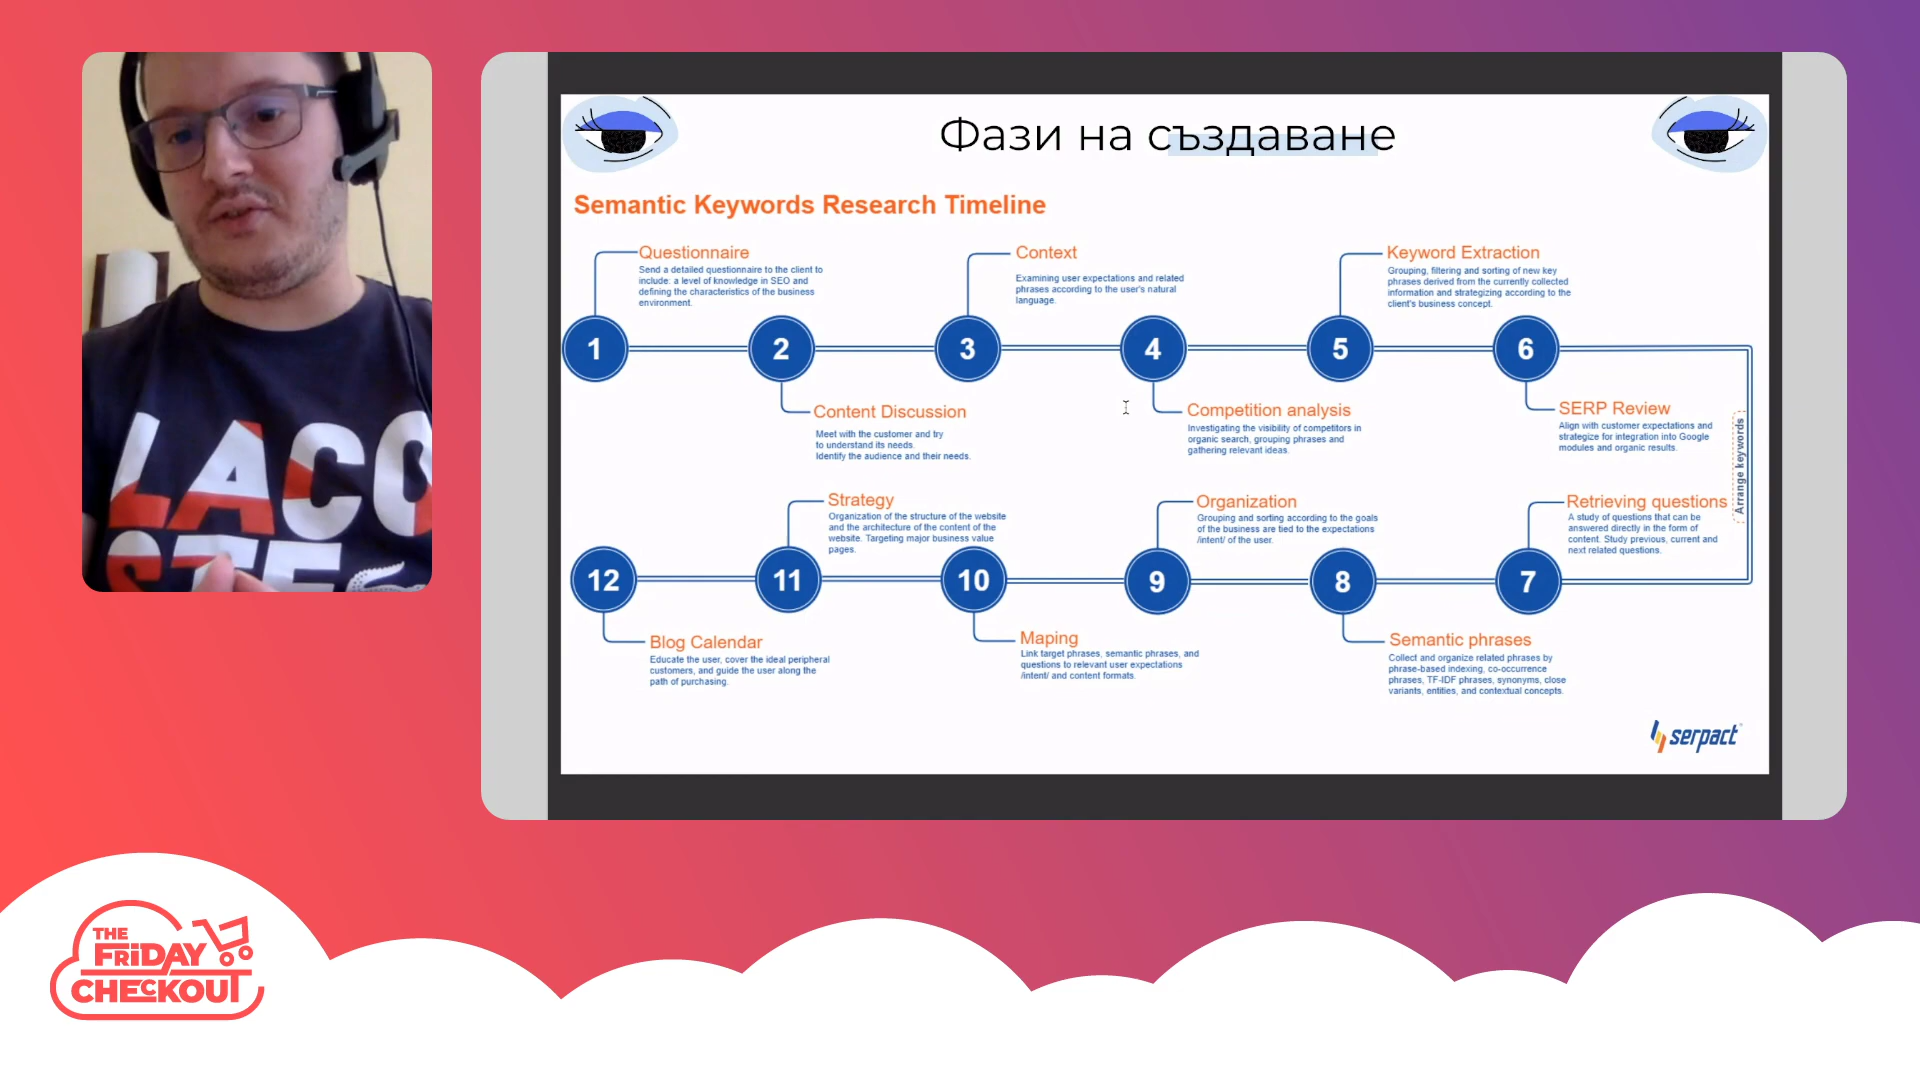 Фази на създаване
Semantic Keywords Research Timeline
Questionnaire
Send a detailed questionnaire to the client to
include: a level of knowledge in SEO and
defining the characteristics of the business
environment.
Context
Examining user expectations and related
phrases according to the user's natural
language.
Keyword Extraction
Grouping, filtering and sorting of new key
phrases derived from the currently collected
information and strategizing according to the
client's business concept.
1
2
3
4
5
6
Content Discussion
Meet with the customer and try
to understand its needs.
Identify the audience and their needs.
Competition analysis
Investigating the visibility of competitors in
organic search, grouping phrases and
gathering relevant ideas.
SERP Review
Align with customer expectations and
strategize for integration into Google
modules and organic results.
Arrange keywords
Strategy
Organization of the structure of the website
and the architecture of the content of the
website. Targeting major business value
pages.
Organization
Grouping and sorting according to the goals
of the business are tied to the expectations
/intent/ of the user.
Retrieving questions
A study of questions that can be
answered directly in the form of
content. Study previous, current and
next related questions.
12
11
10
9
8
7
Blog Calendar
Educate the user, cover the ideal peripheral
customers, and guide the user along the
path of purchasing.
Maping
Link target phrases, semantic phrases, and
questions to relevant user expectations
/intent/ and content formats.
Semantic phrases
Collect and organize related phrases by
phrase-based indexing, co-occurrence
phrases, TF-IDF phrases, synonyms, close
variants, entities, and contextual concepts.
serpact
LACO
STE
THE
FRiDAY
CHECKOUT